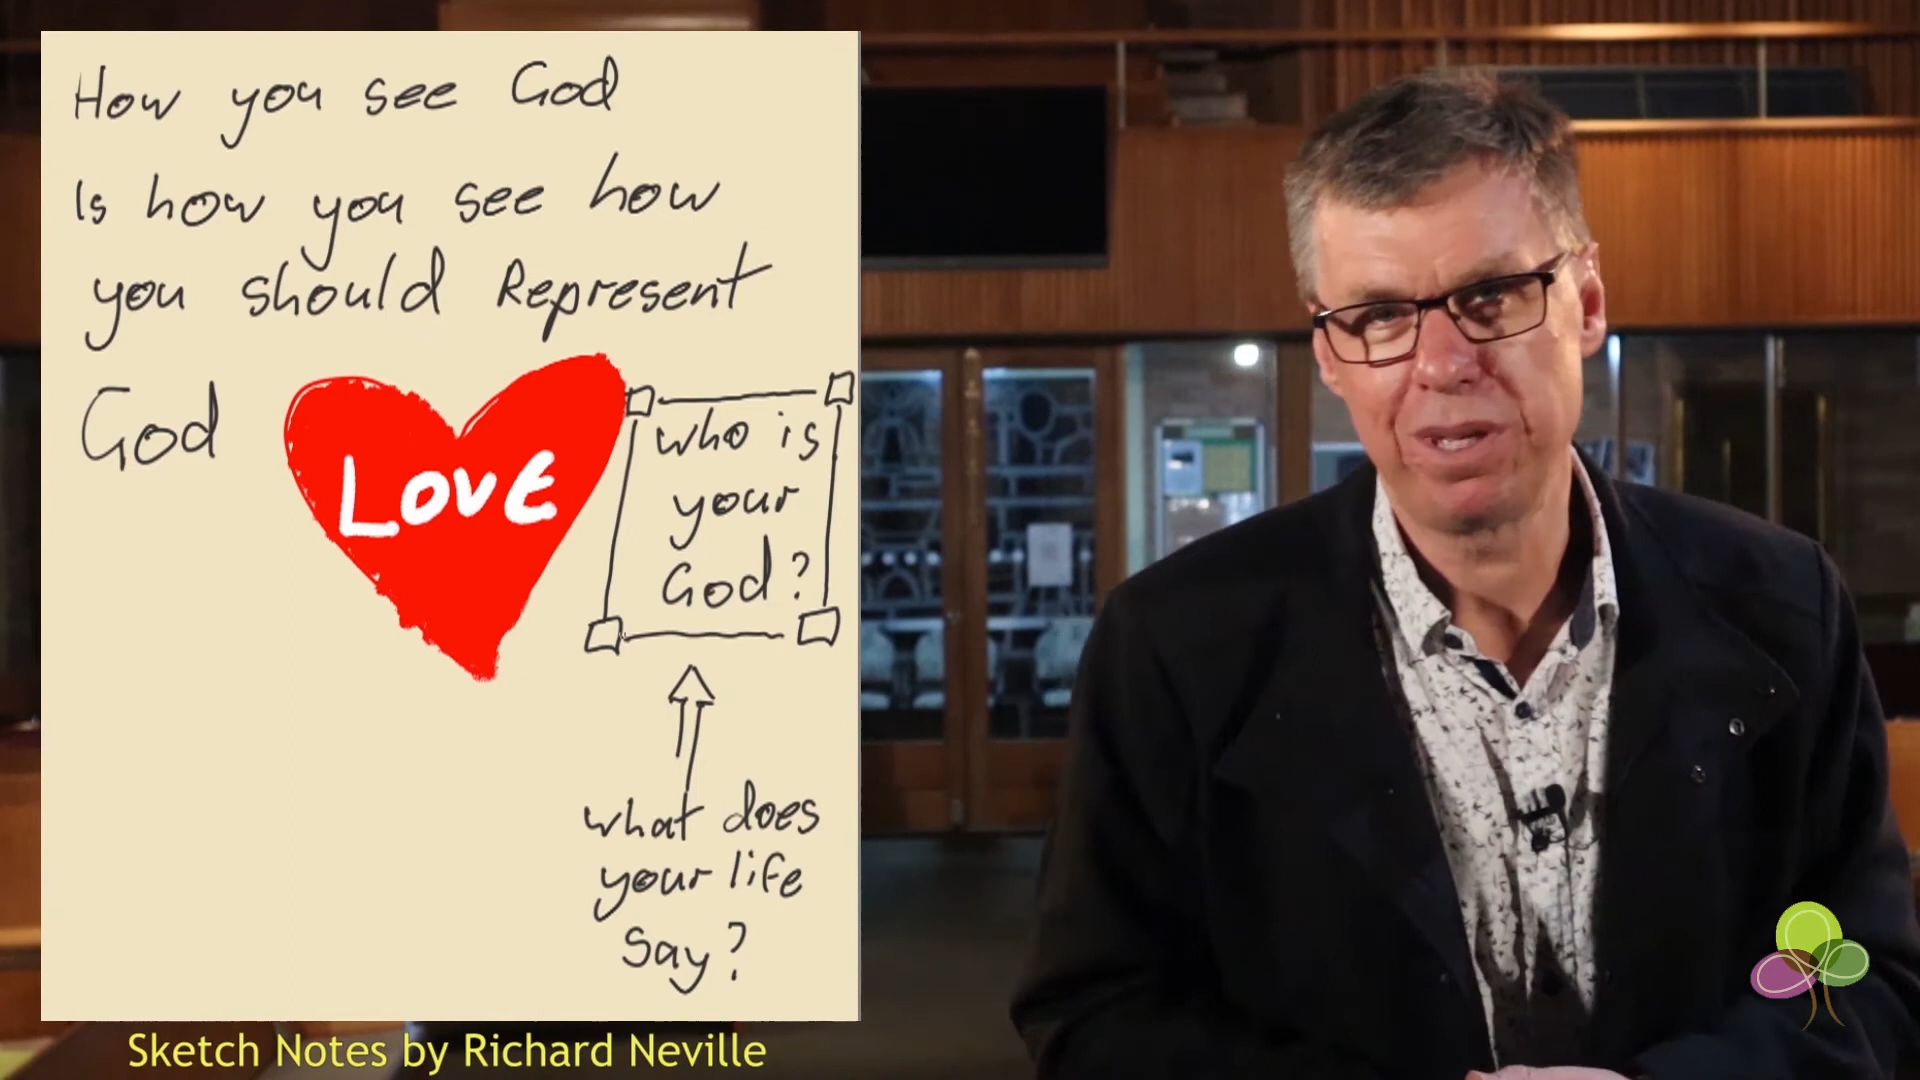 How you see God
Is how you see how
you should Represent
God
LOVE
who is
your
God?
what does
your life
say?
Sketch Notes by Richard Neville